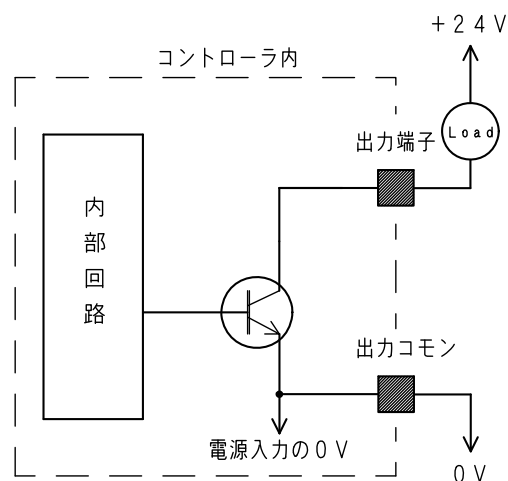 +24V
コントローラ内
Load
出力端子
内部回路
出力コモン
電源入力の0V
0V